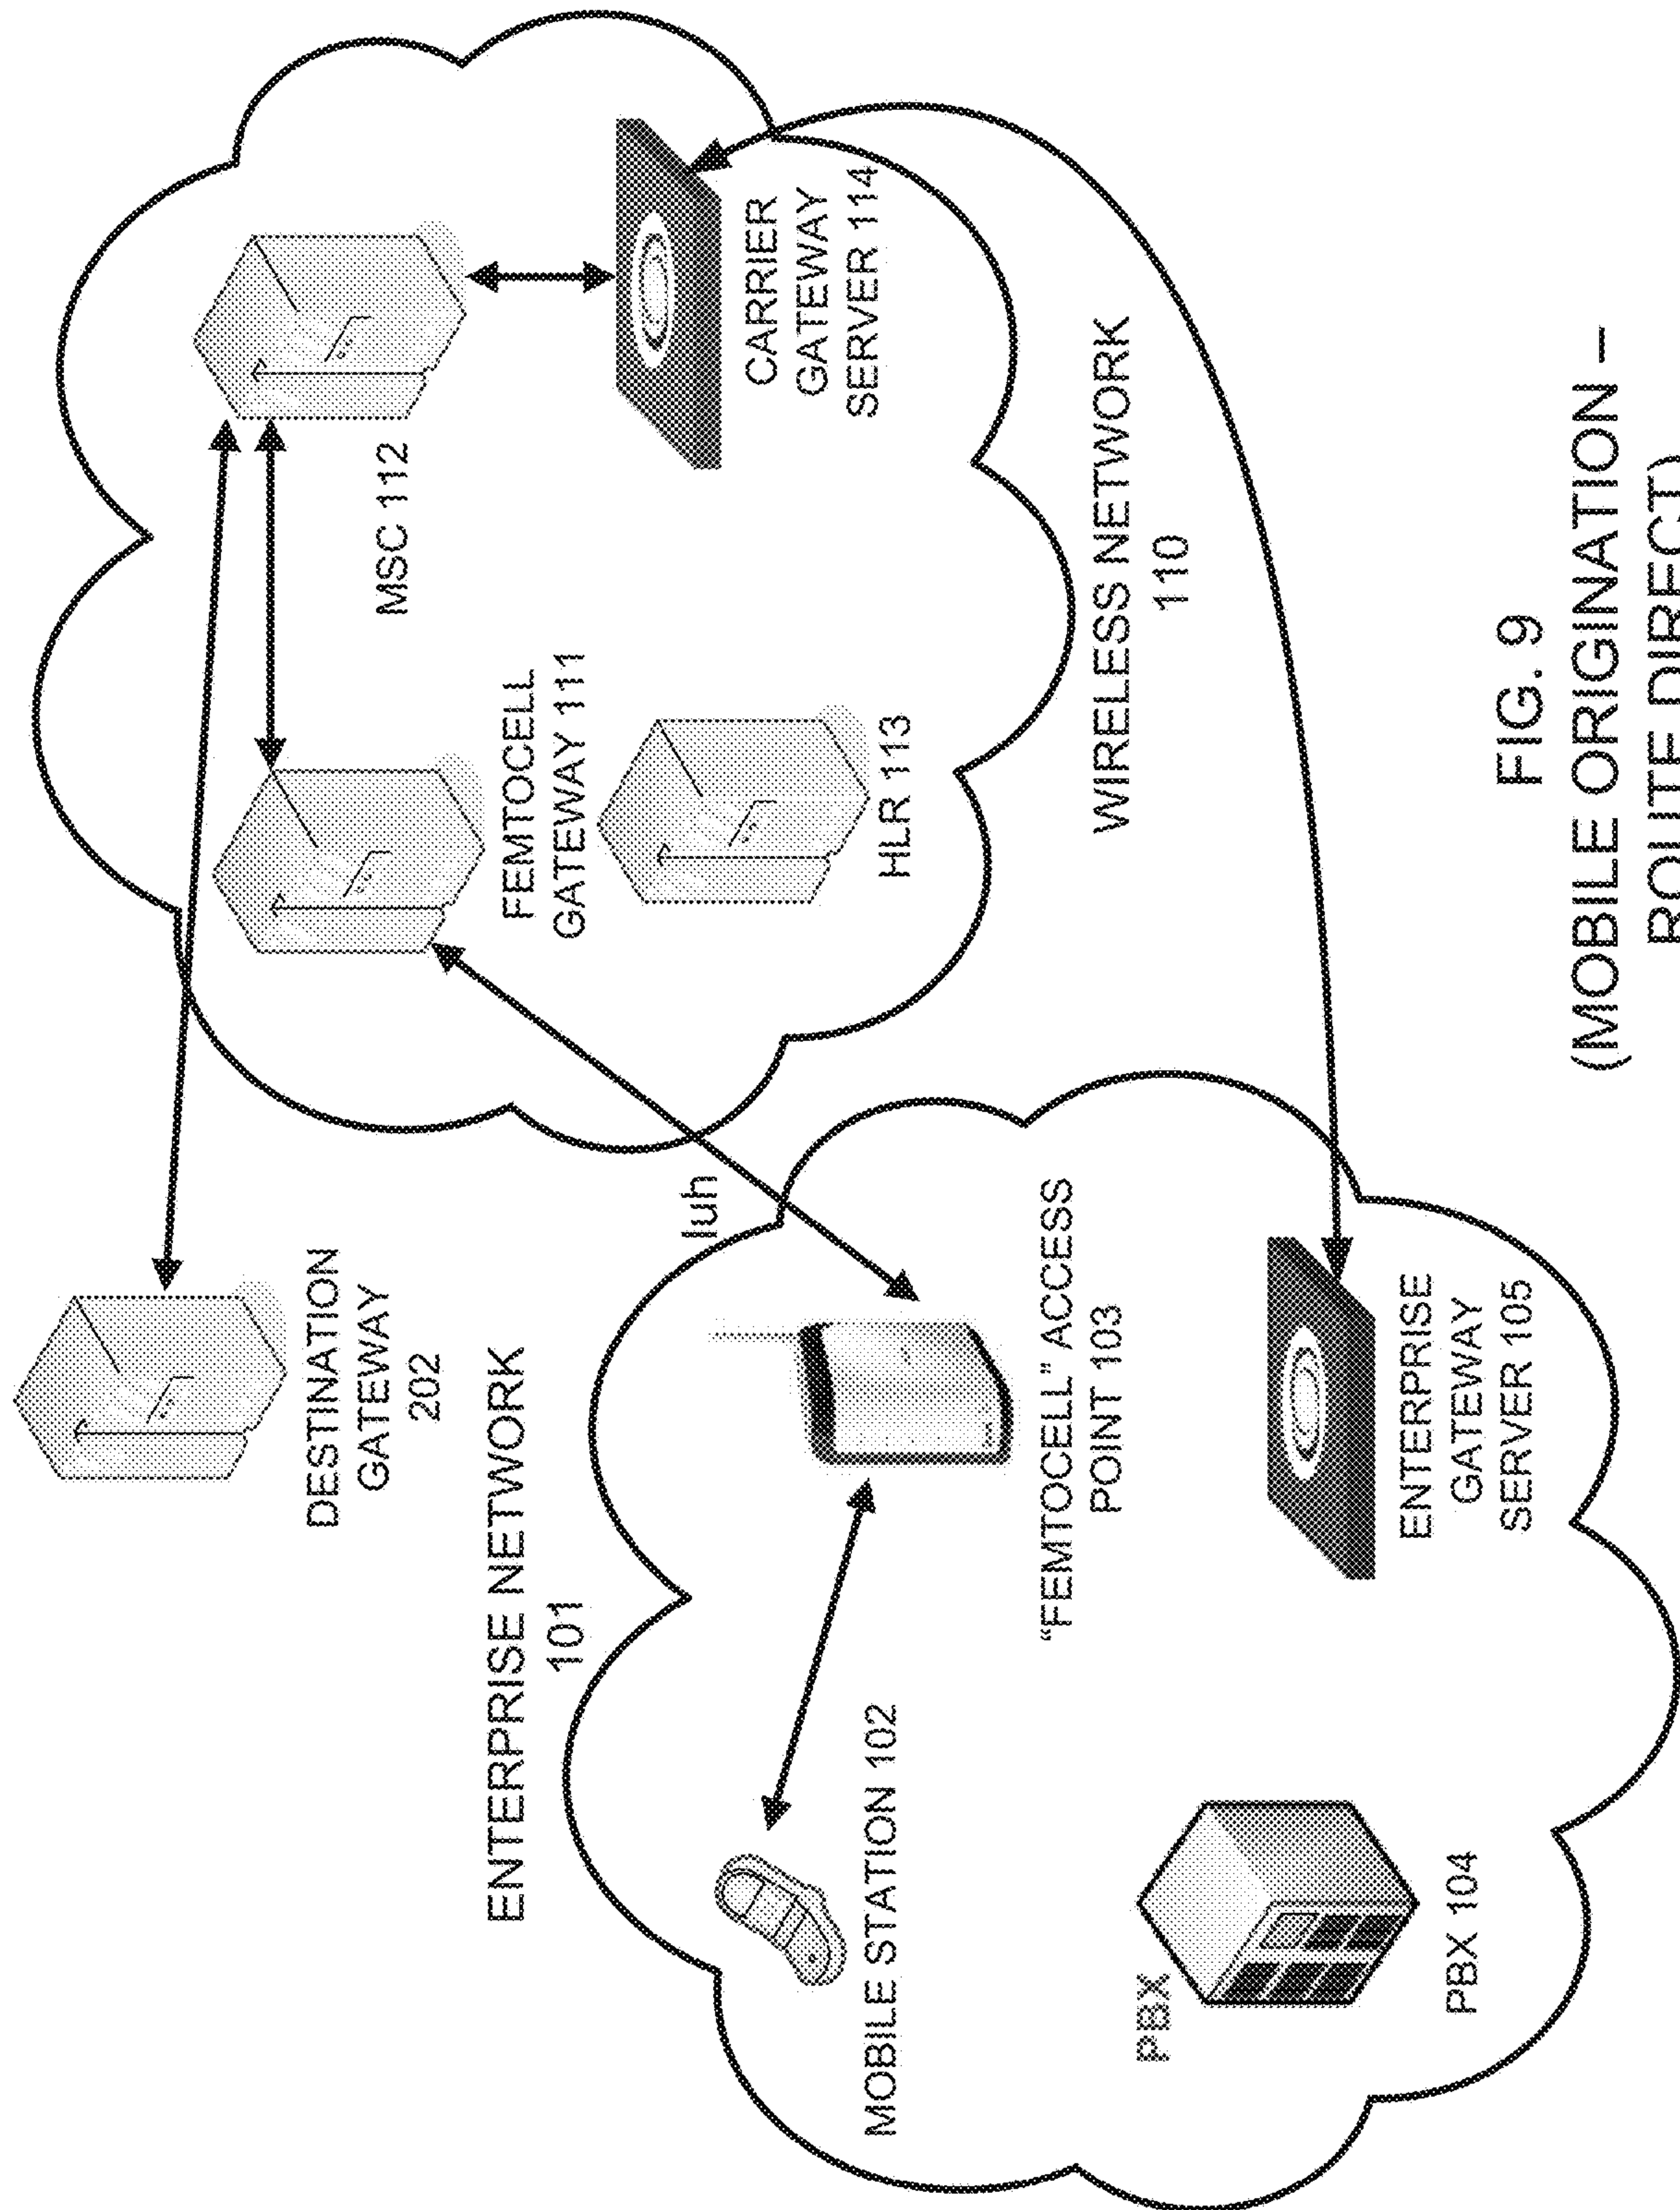 DESTINATION
GATEWAY
202
ENTERPRISE NETWORK
101
MOBILE STATION 102
PBX
PBX 104
Iuh
"FEMTOCELL" ACCESS
POINT 103
ENTERPRISE
GATEWAY
SERVER 105
MSC 112
FEMTOCELL
GATEWAY 111
HLR 113
CARRIER
GATEWAY
SERVER 114
WIRELESS NETWORK
110
FIG. 9
(MOBILE ORIGINATION –
ROUTE DIRECT)